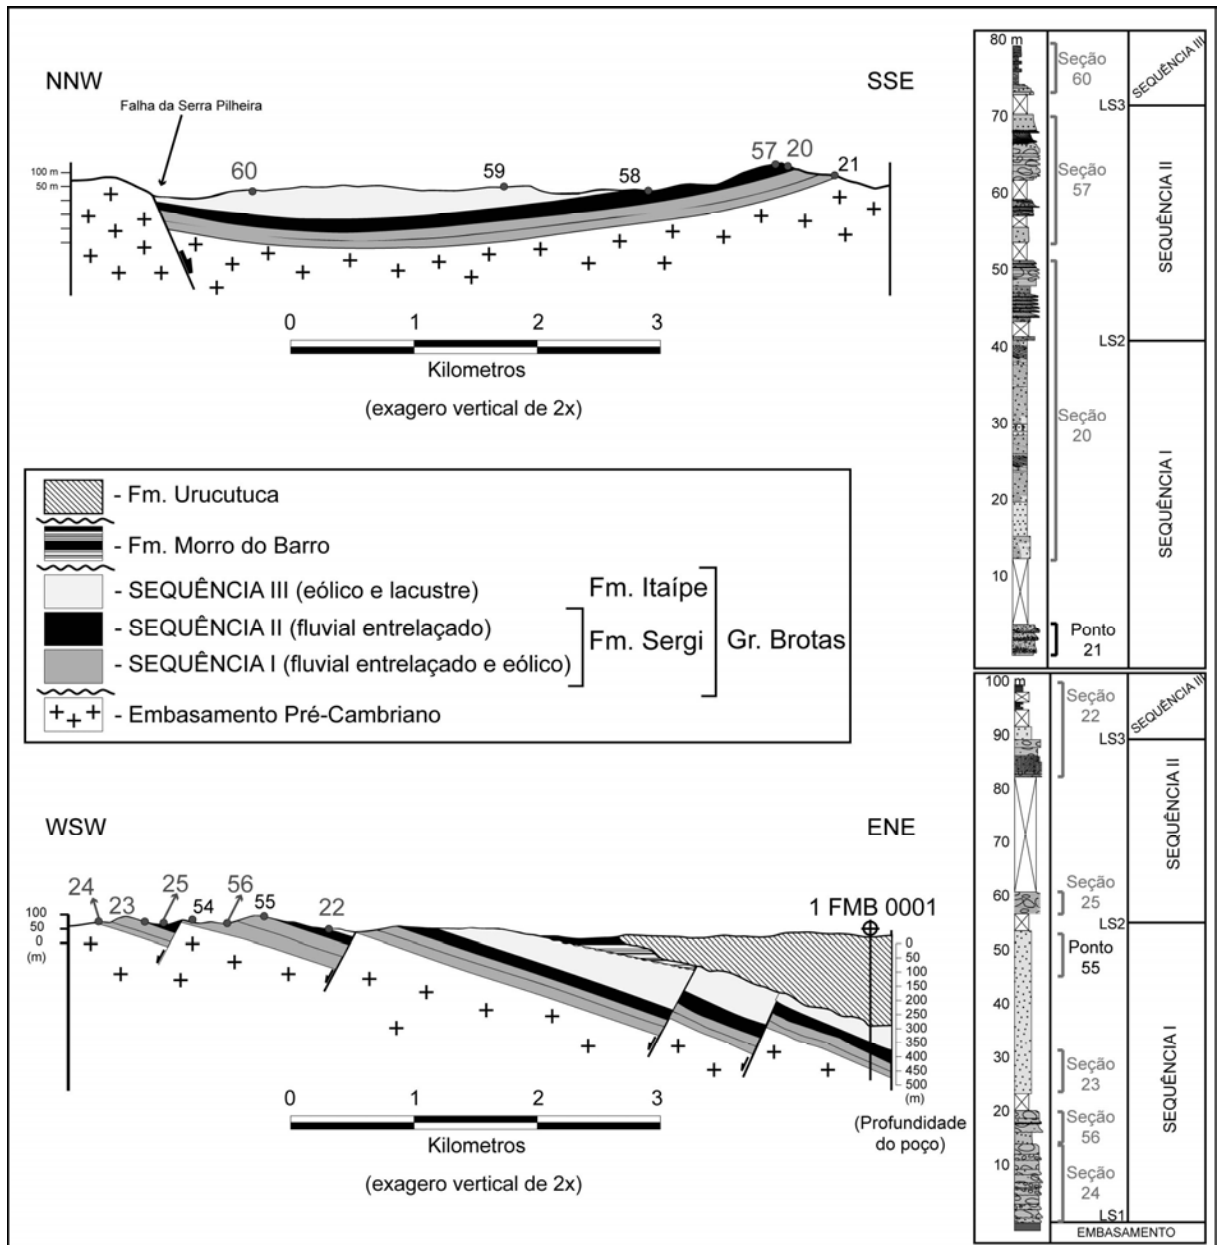 NNW
SSE
Falha da Serra Pilheira
100 m
50 m
60
59
58
57
20
21
0 1 2 3
Kilometros
(exagero vertical de 2x)
- Fm. Urucutuca
- Fm. Morro do Barro
- SEQUÊNCIA III (eólico e lacustre)
- SEQUÊNCIA II (fluvial entrelaçado)
- SEQUÊNCIA I (fluvial entrelaçado e eólico)
- Embasamento Pré-Cambriano
Fm. Itaípe
Fm. Sergi
Gr. Brotas
WSW
ENE
24
23
25
54
56
55
22
1 FMB 0001
100
50
0
(m)
0
50
100
150
200
250
300
350
400
450
500
(m)
(Profundidade
do poço)
0 1 2 3
Kilometros
(exagero vertical de 2x)
80 m
70
60
50
40
30
20
10
Seção
60
LS3
Seção
57
LS2
Seção
20
Ponto
21
SEQUÊNCIA III
SEQUÊNCIA II
SEQUÊNCIA I
100 m
90
80
70
60
50
40
30
20
10
Seção
22
LS3
Seção
25
LS2
Ponto
55
Seção
23
Seção
56
Seção
24
LS1
SEQUÊNCIA III
SEQUÊNCIA II
SEQUÊNCIA I
EMBASAMENTO